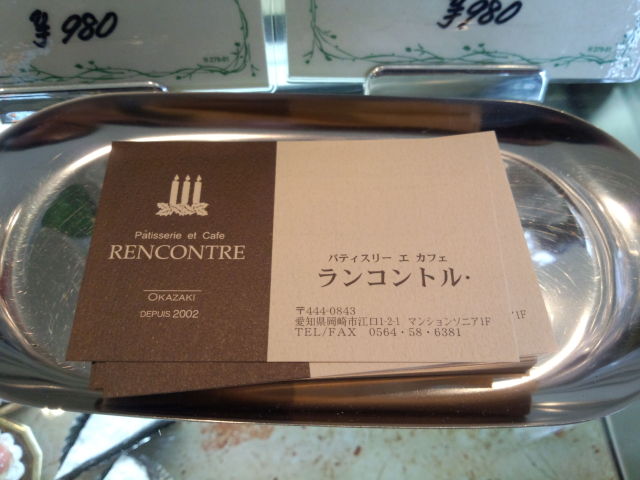 980
980
Pâtisserie et Cafe
RENCONTRE
OKAZAKI
DEPUIS 2002
パティスリー エ カフェ
ランコントル・
〒444-0843
愛知県岡崎市江口1-2-1 マンションソニア1F
TEL/FAX 0564・58・6381